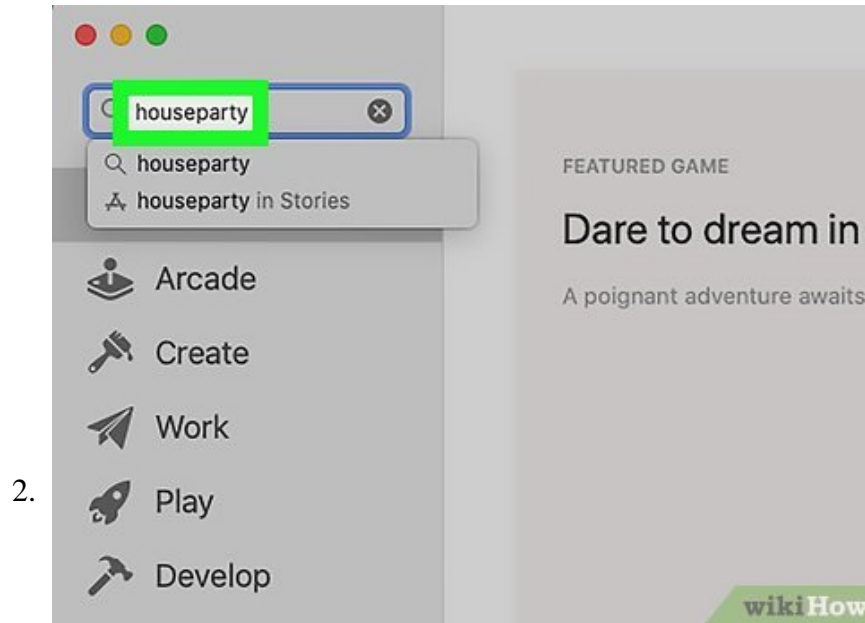 houseparty
houseparty
houseparty in Stories
FEATURED GAME
Dare to dream in
A poignant adventure awaits
Arcade
Create
Work
2.
Play
Develop
wikiHow